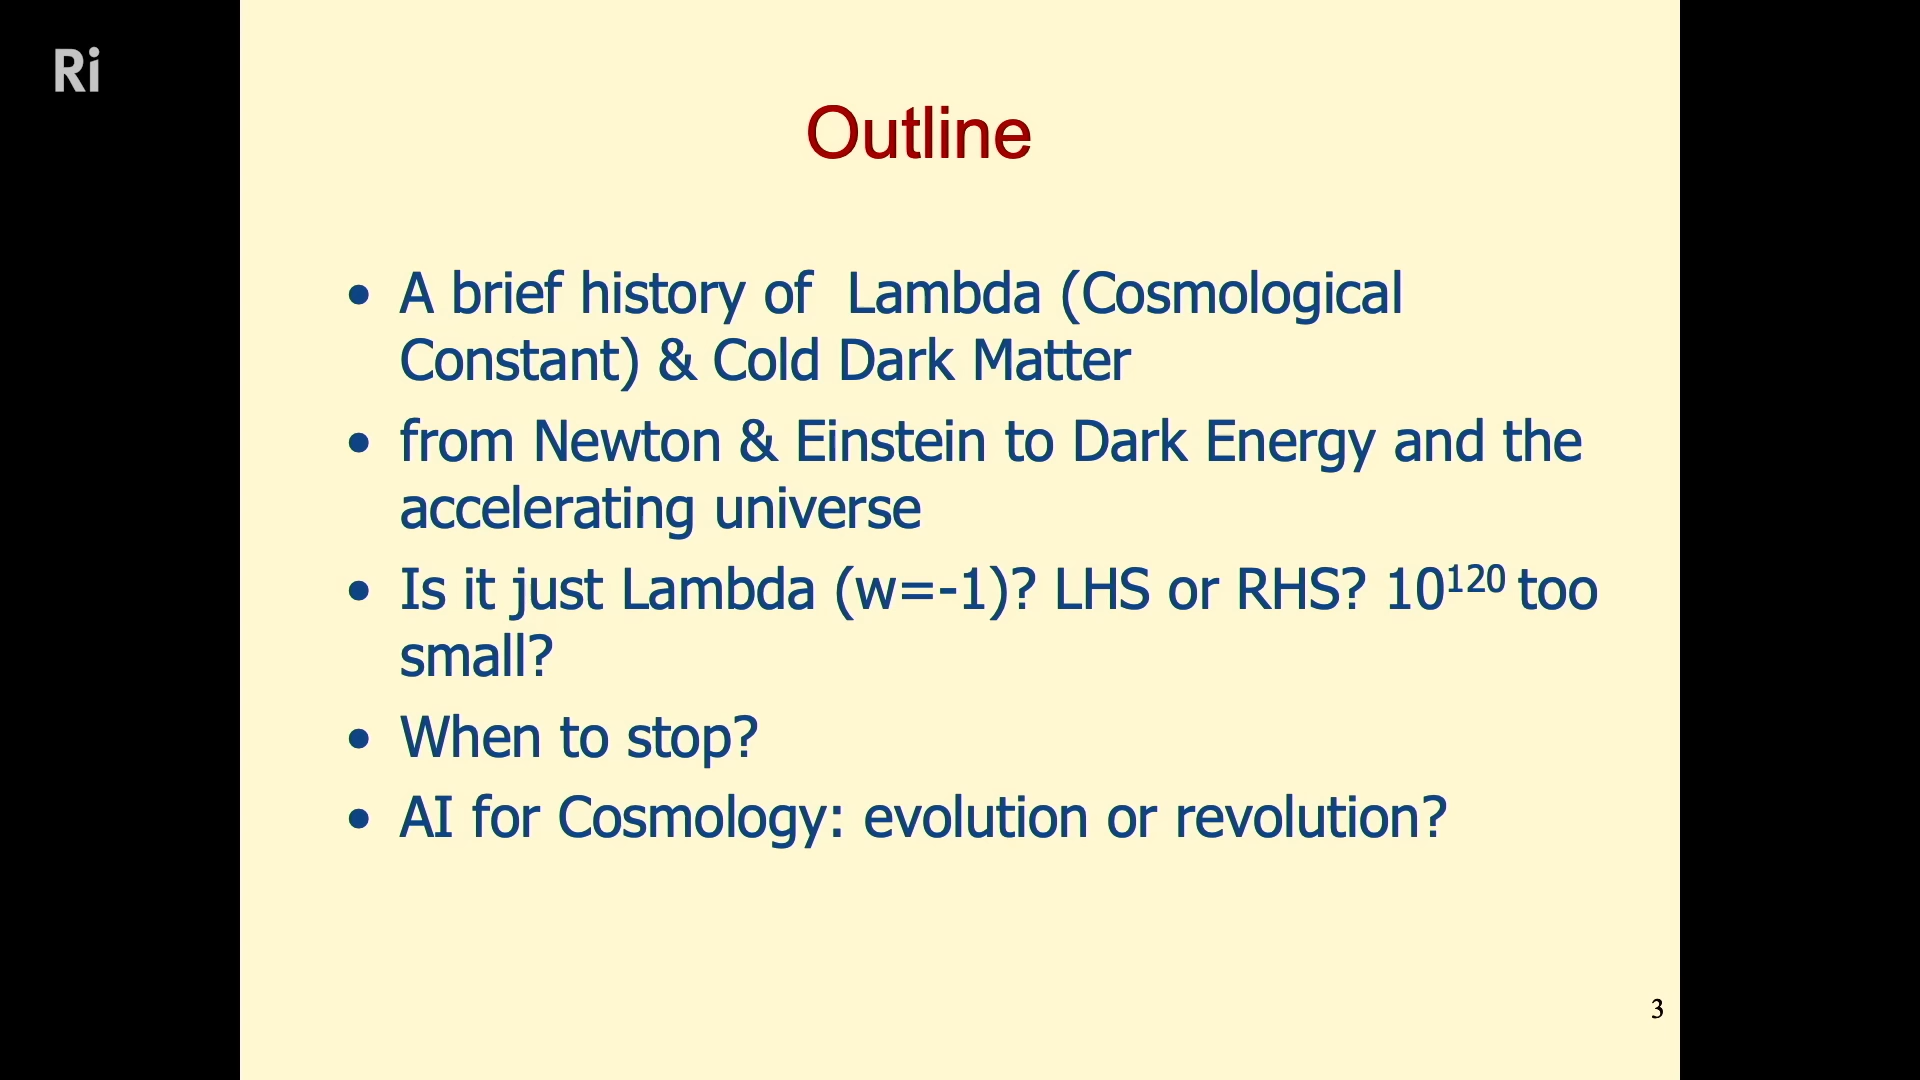 Ri
Outline
• A brief history of  Lambda (Cosmological
Constant) & Cold Dark Matter
• from Newton & Einstein to Dark Energy and the
accelerating universe
• Is it just Lambda (w=-1)? LHS or RHS? 10¹²⁰ too
small?
• When to stop?
• AI for Cosmology: evolution or revolution?
3